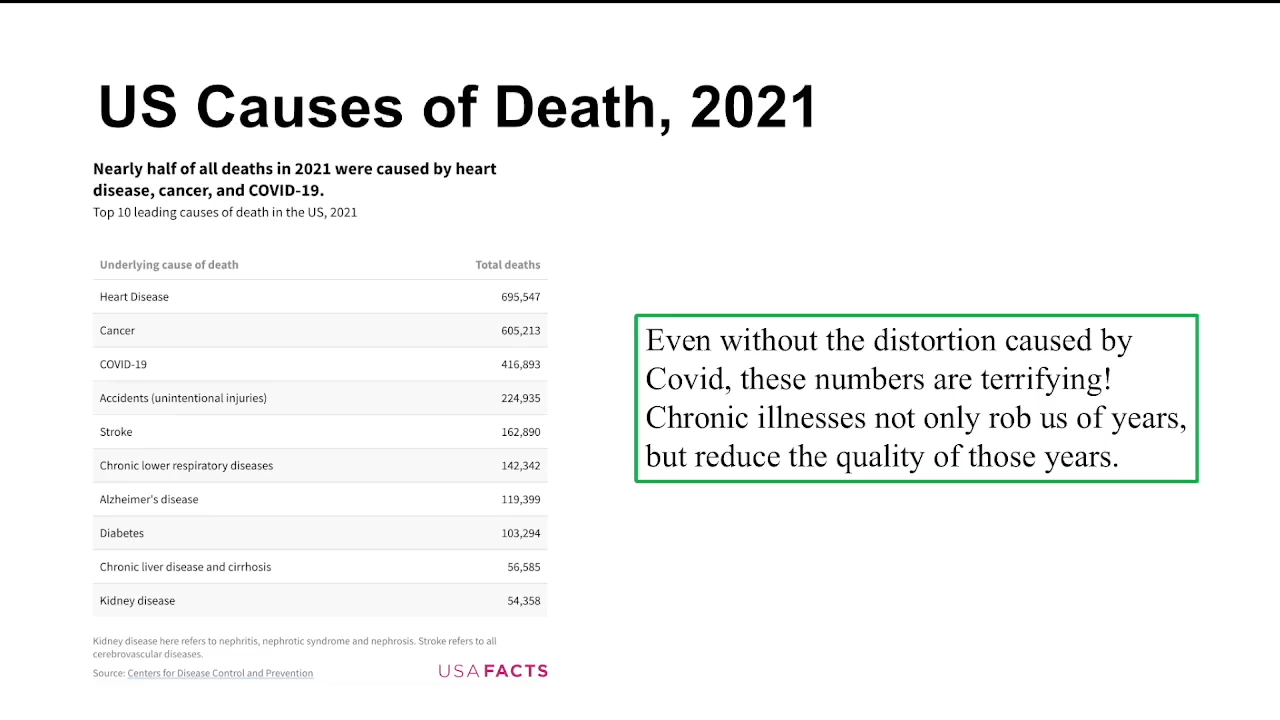 US Causes of Death, 2021
Nearly half of all deaths in 2021 were caused by heart
disease, cancer, and COVID-19.
Top 10 leading causes of death in the US, 2021
Underlying cause of death Total deaths
Heart Disease 695,547
Cancer 605,213
COVID-19 416,893
Accidents (unintentional injuries) 224,935
Stroke 162,890
Chronic lower respiratory diseases 142,342
Alzheimer's disease 119,399
Diabetes 103,294
Chronic liver disease and cirrhosis 56,585
Kidney disease 54,358
Kidney disease here refers to nephritis, nephrotic syndrome and nephrosis. Stroke refers to all
cerebrovascular diseases.
Source: Centers for Disease Control and Prevention
USAFACTS
Even without the distortion caused by
Covid, these numbers are terrifying!
Chronic illnesses not only rob us of years,
but reduce the quality of those years.